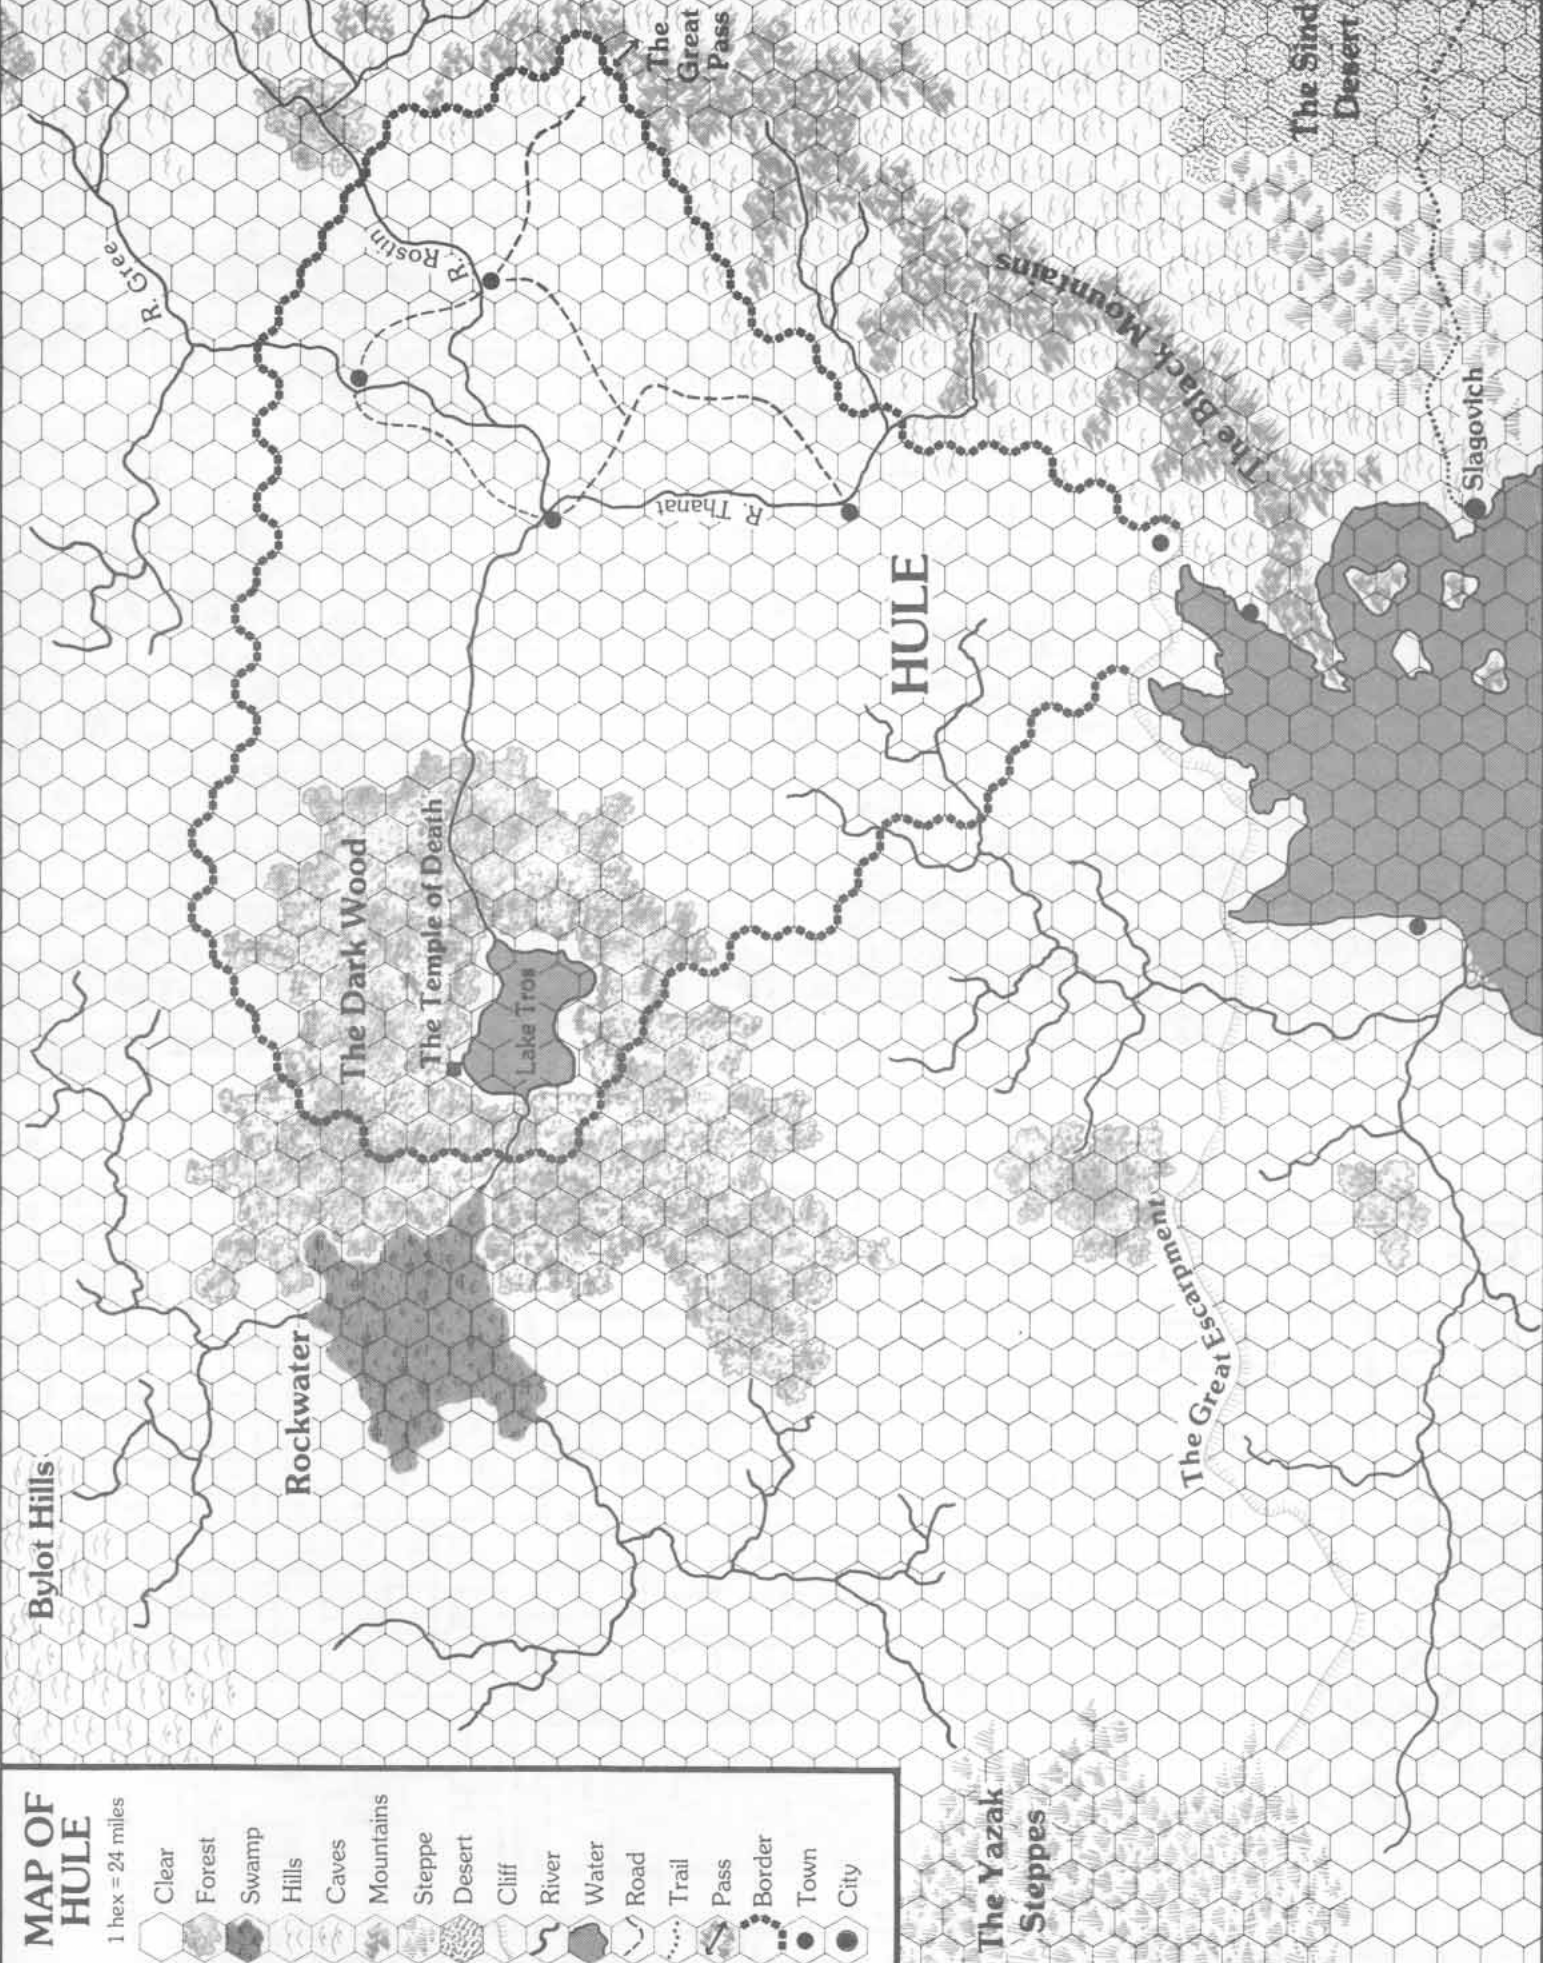 MAP OF
HULE
1 hex = 24 miles
Clear
Forest
Swamp
Hills
Caves
Mountains
Steppe
Desert
Cliff
River
Water
Road
Trail
Pass
Border
Town
City
Bylot Hills
Rockwater
The Dark Wood
The Temple of Death
Lake Tros
R. Gree
R. Rostin
R. Thanat
The
Great
Pass
HULE
The Black Mountains
The Sind
Desert
Slagovich
The Great Escarpment
The Yazak
Steppes